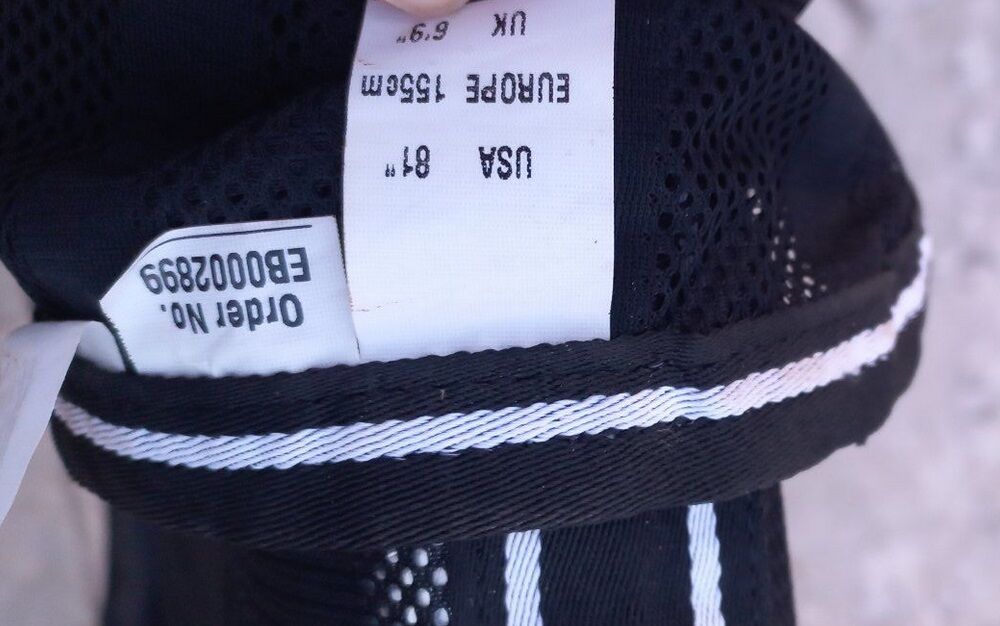 USA 81"
EUROPE 155cm
UK 6'9"
Order No.
EB0002899